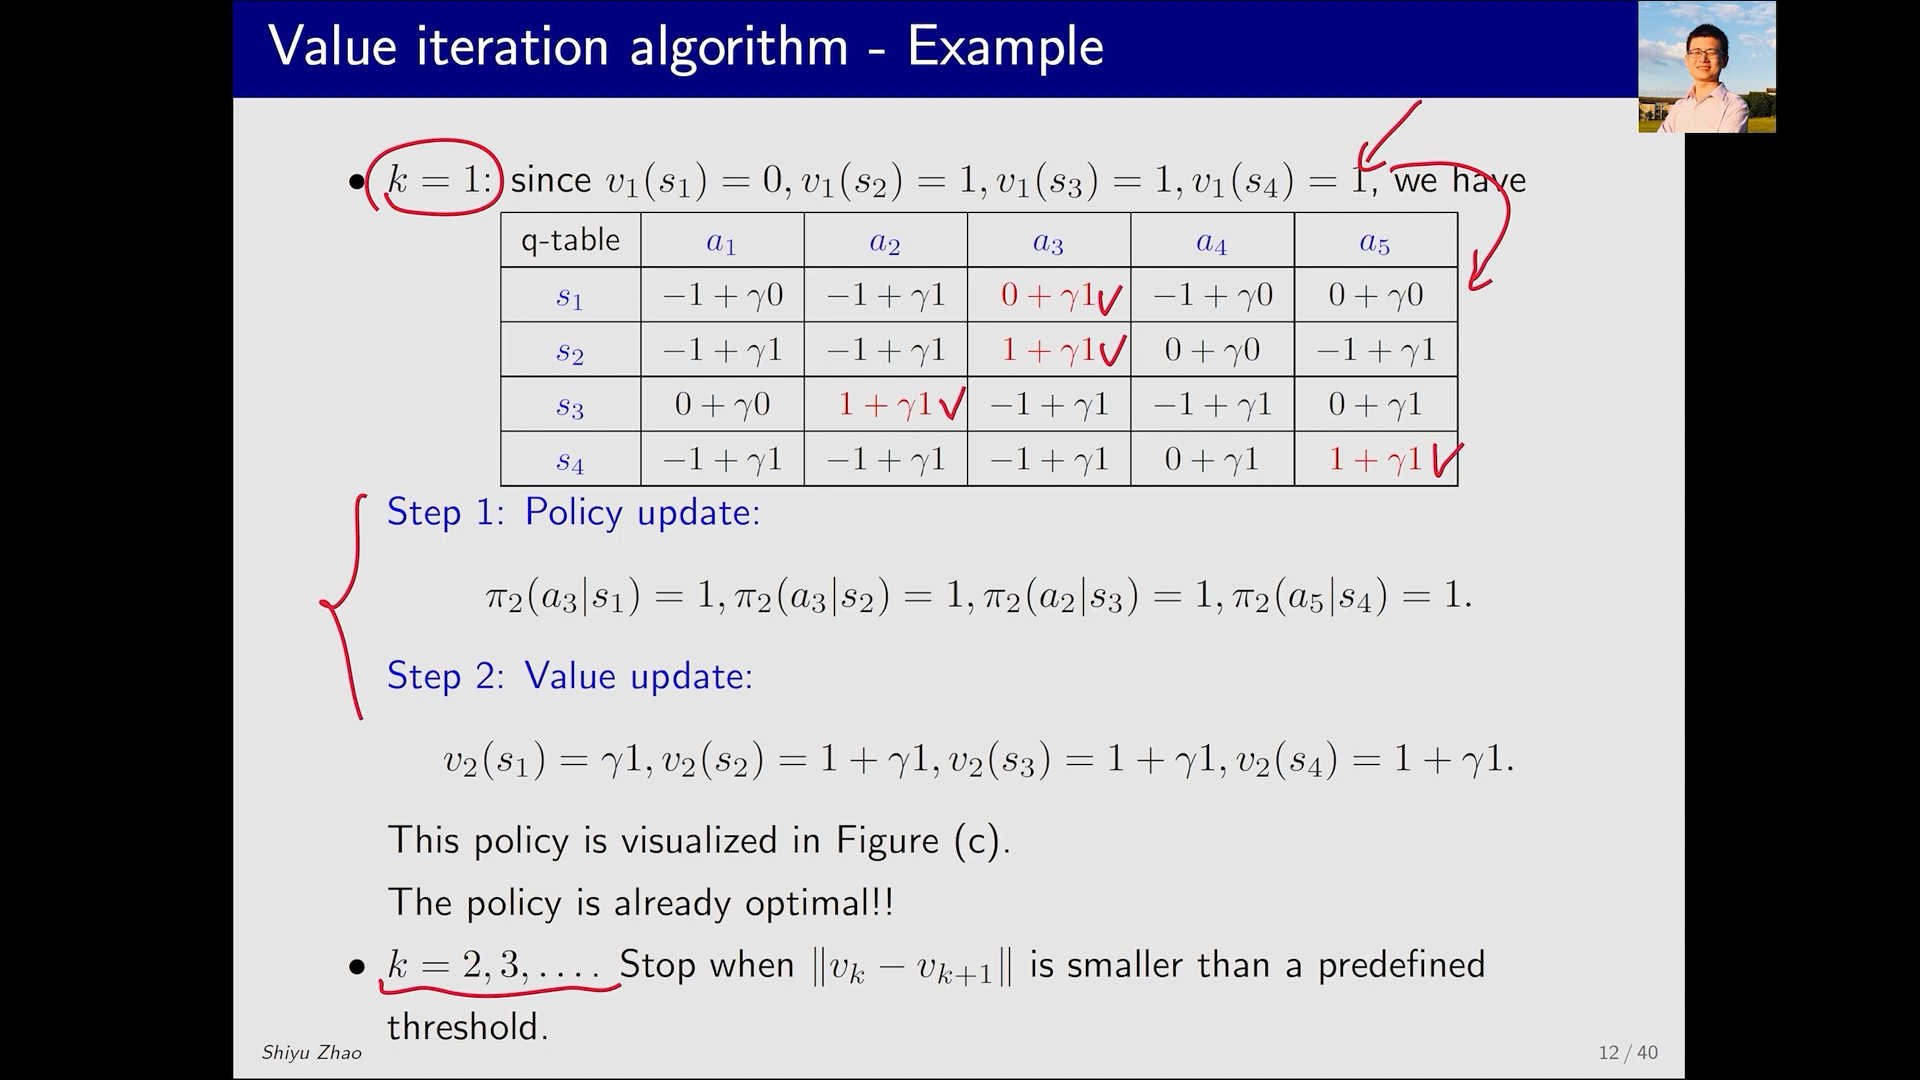 Value iteration algorithm - Example
• k = 1: since v₁(s₁) = 0, v₁(s₂) = 1, v₁(s₃) = 1, v₁(s₄) = 1, we have
q-table a₁ a₂ a₃ a₄ a₅
s₁ −1 + γ0 −1 + γ1 0 + γ1 −1 + γ0 0 + γ0
s₂ −1 + γ1 −1 + γ1 1 + γ1 0 + γ0 −1 + γ1
s₃ 0 + γ0 1 + γ1 −1 + γ1 −1 + γ1 0 + γ1
s₄ −1 + γ1 −1 + γ1 −1 + γ1 0 + γ1 1 + γ1
Step 1: Policy update:
π₂(a₃|s₁) = 1, π₂(a₃|s₂) = 1, π₂(a₂|s₃) = 1, π₂(a₅|s₄) = 1.
Step 2: Value update:
v₂(s₁) = γ1, v₂(s₂) = 1 + γ1, v₂(s₃) = 1 + γ1, v₂(s₄) = 1 + γ1.
This policy is visualized in Figure (c).
The policy is already optimal!!
• k = 2, 3, . . . . Stop when ‖vₖ − vₖ₊₁‖ is smaller than a predefined
threshold.
Shiyu Zhao
12 / 40